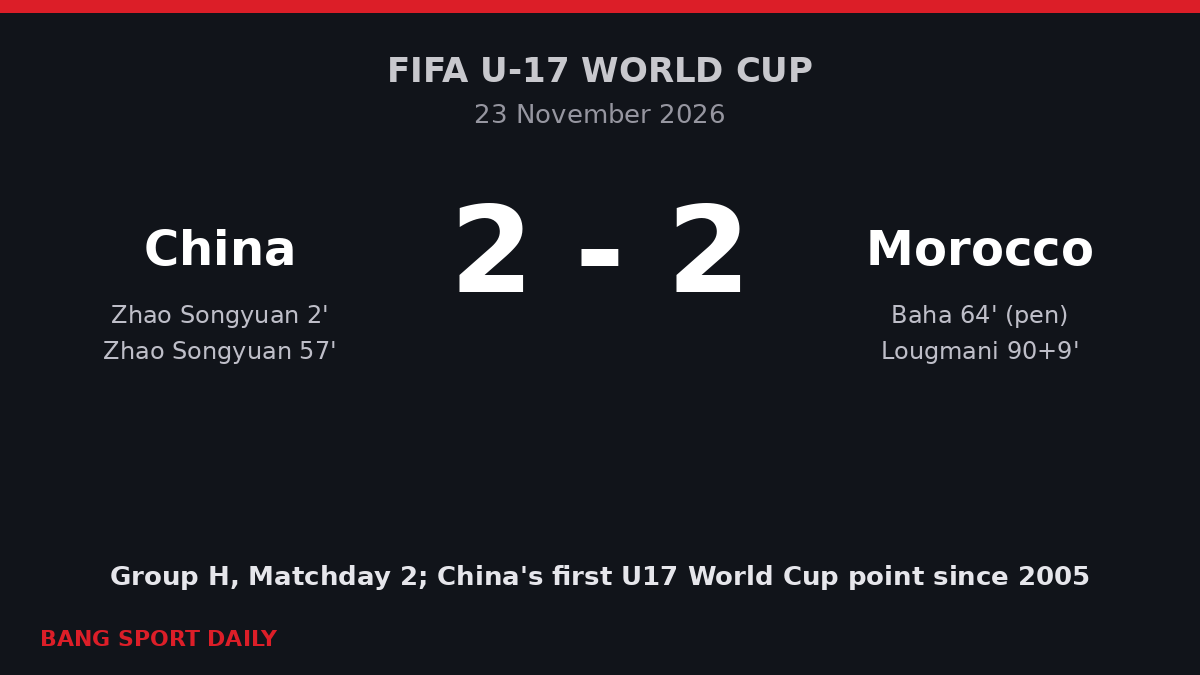 FIFA U-17 WORLD CUP
23 November 2026
China
2 - 2
Morocco
Zhao Songyuan 2'
Zhao Songyuan 57'
Baha 64' (pen)
Lougmani 90+9'
Group H, Matchday 2; China's first U17 World Cup point since 2005
BANG SPORT DAILY